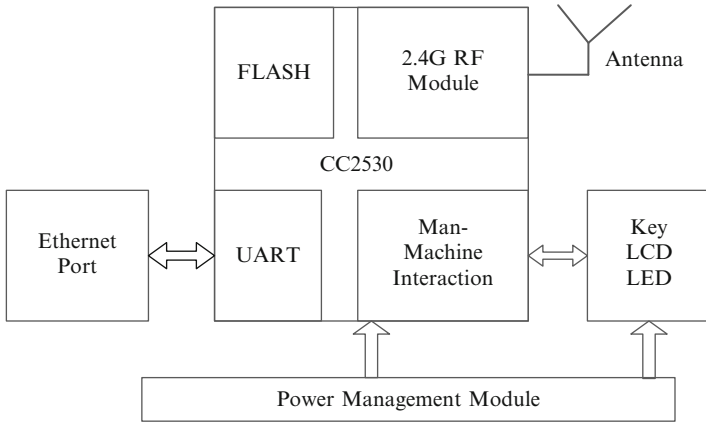 FLASH
2.4G RF
Module
Antenna
CC2530
Ethernet
Port
UART
Man-
Machine
Interaction
Key
LCD
LED
Power Management Module